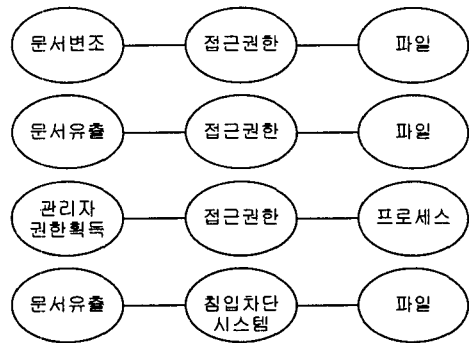 문서변조 접근권한 파일
문서유출 접근권한 파일
관리자
권한획득 접근권한 프로세스
문서유출 침입차단 파일
시스템